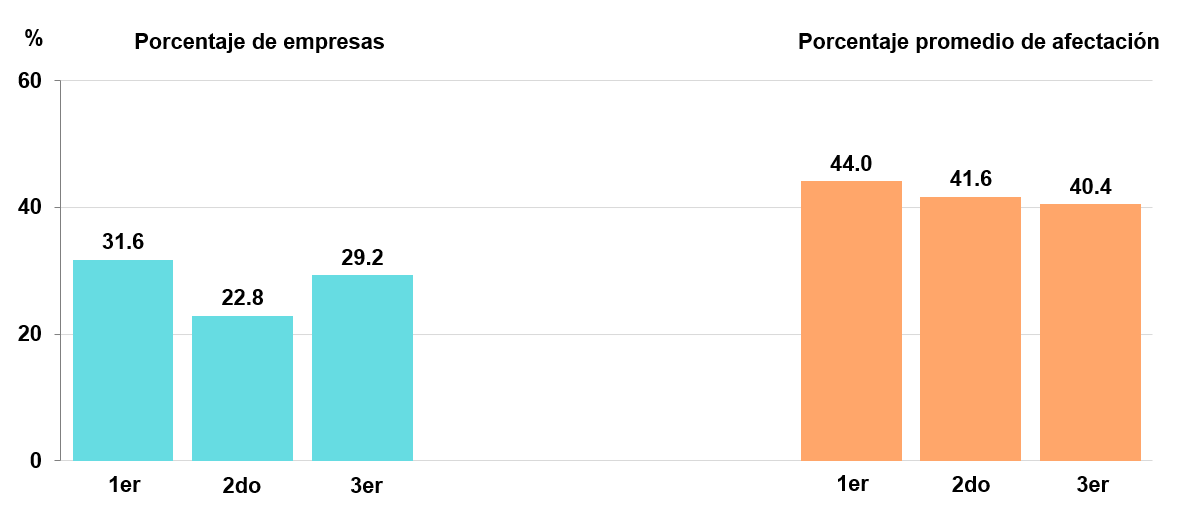 %
Porcentaje de empresas
Porcentaje promedio de afectación
60
40
20
0
31.6
22.8
29.2
44.0
41.6
40.4
1er
2do
3er
1er
2do
3er